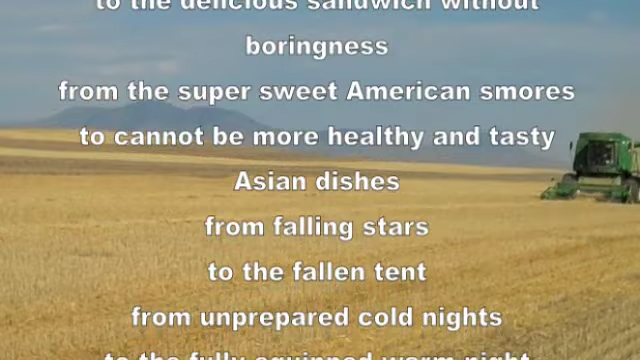 to the delicious sandwich without
boringness
from the super sweet American smores
to cannot be more healthy and tasty
Asian dishes
from falling stars
to the fallen tent
from unprepared cold nights
to the fully equipped warm night